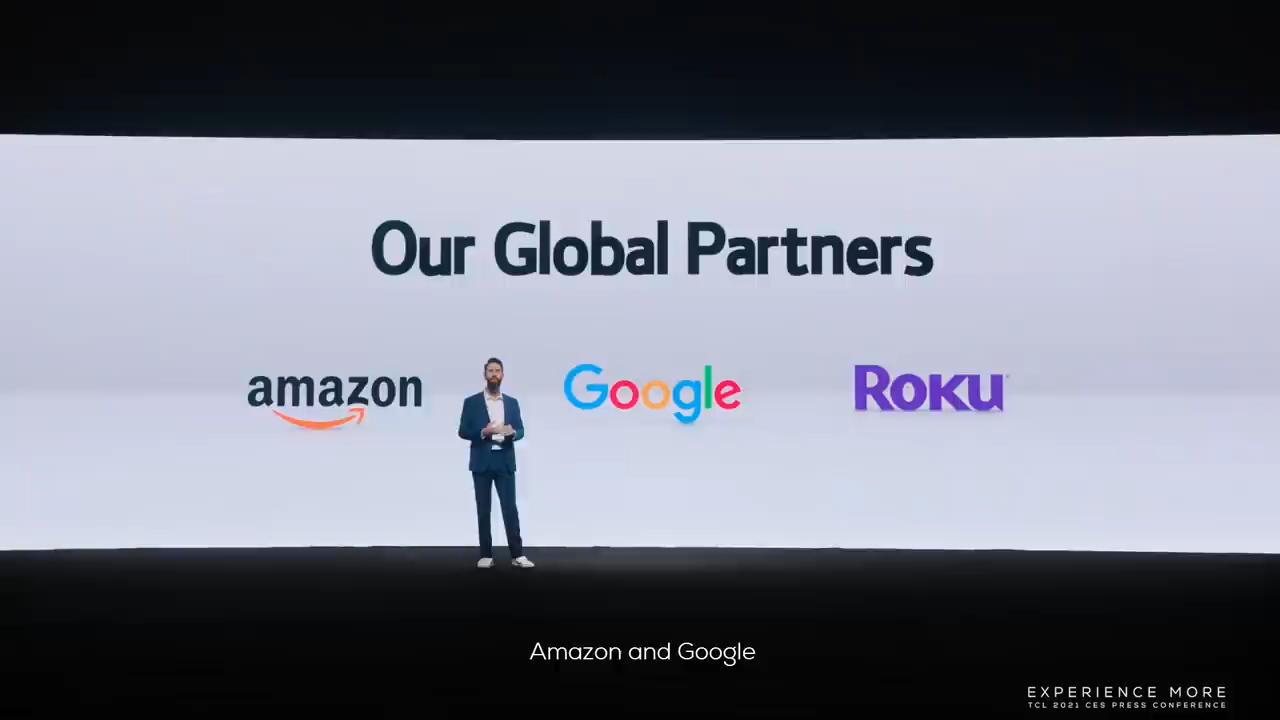 Our Global Partners
amazon
Google
Roku
Amazon and Google
EXPERIENCE MORE
TCL 2021 CES PRESS CONFERENCE